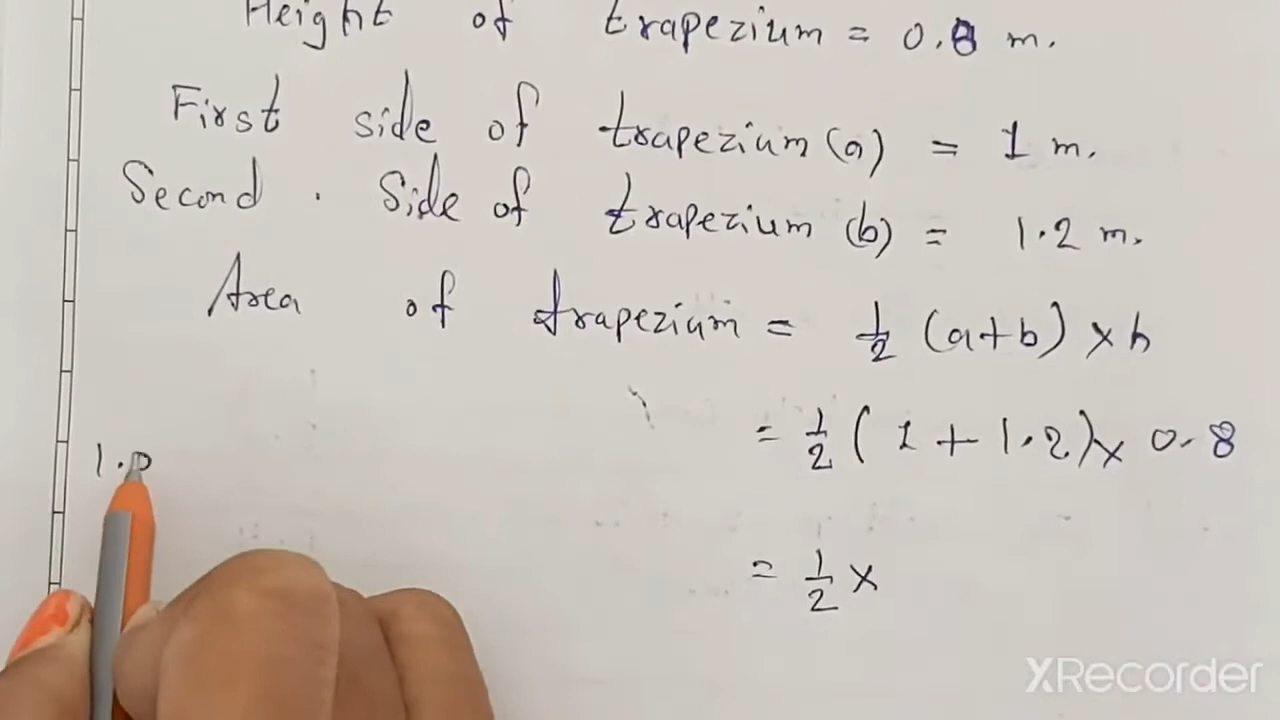 Height of trapezium = 0.8 m.
First side of trapezium (a) = 1 m.
Second . Side of trapezium (b) = 1.2 m.
Area of trapezium = 1/2 (a+b) × h
= 1/2 (1 + 1.2) × 0.8
1.0
= 1/2 ×
XRecorder